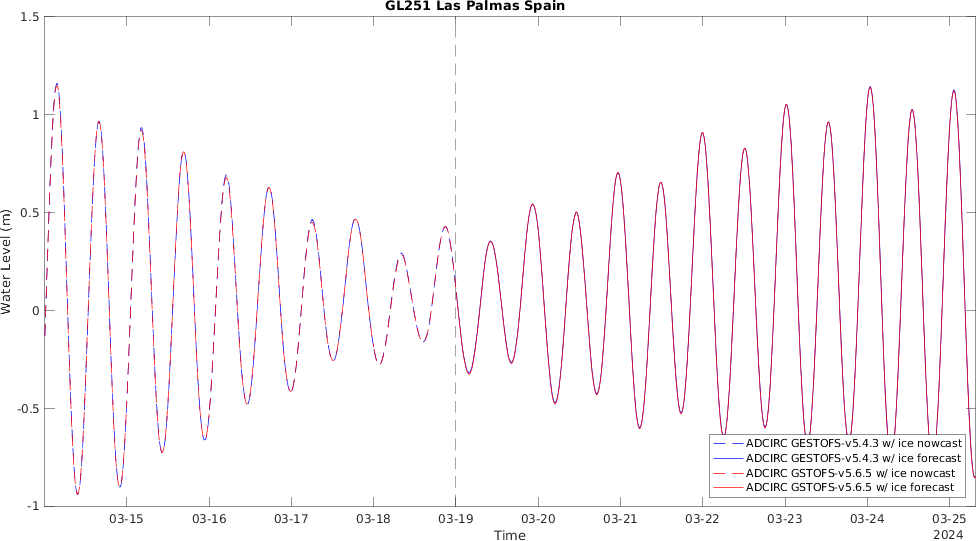 GL251 Las Palmas Spain
Water Level (m)
1.5
1
0.5
0
-0.5
-1
ADCIRC GESTOFS-v5.4.3 w/ ice nowcast
ADCIRC GESTOFS-v5.4.3 w/ ice forecast
ADCIRC GSTOFS-v5.6.5 w/ ice nowcast
ADCIRC GSTOFS-v5.6.5 w/ ice forecast
03-15 03-16 03-17 03-18 03-19 03-20 03-21 03-22 03-23 03-24 03-25
Time
2024